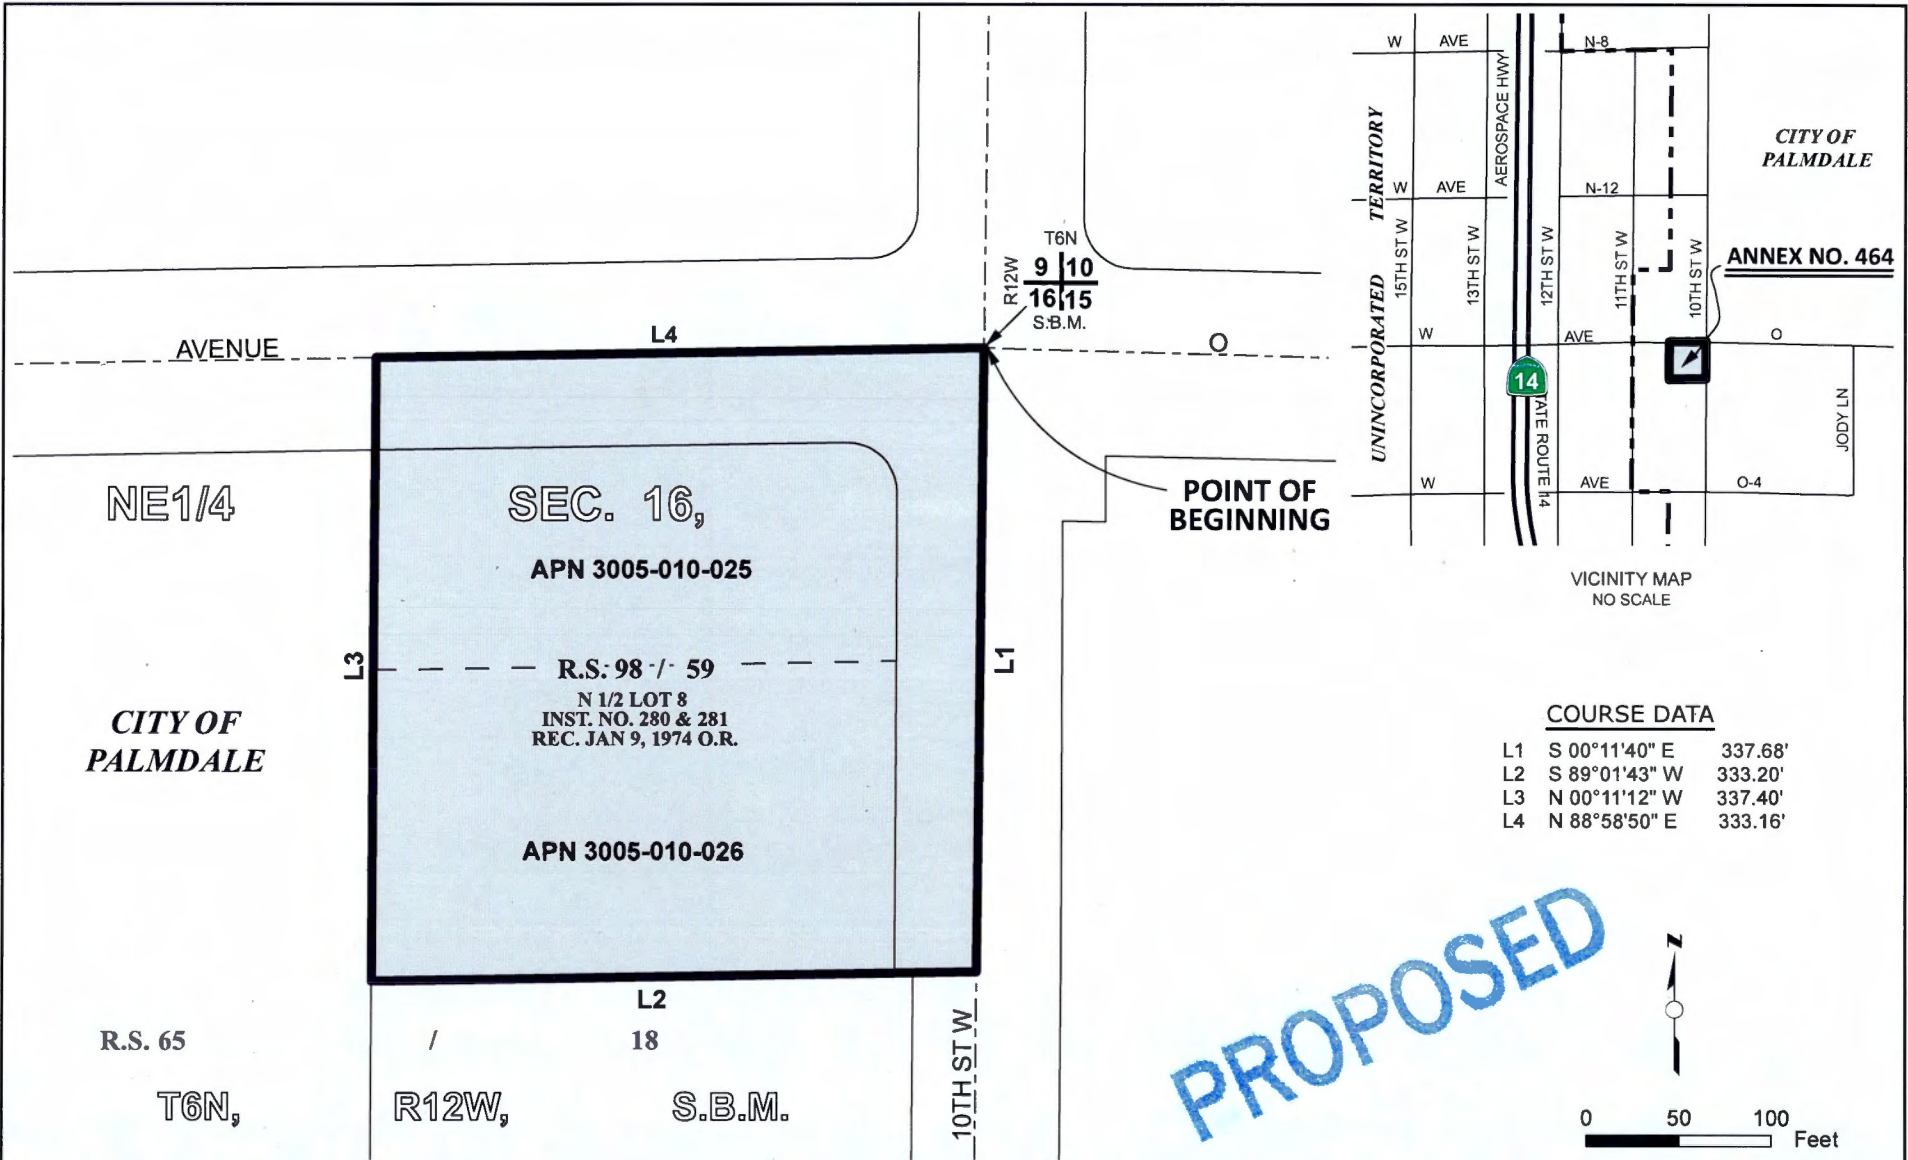 AVENUE
L4
O
T6N
R12W
9 10
16 15
S.B.M.
POINT OF
BEGINNING
NE1/4
SEC. 16,
APN 3005-010-025
L3
L1
R.S. 98 / 59
N 1/2 LOT 8
INST. NO. 280 & 281
REC. JAN 9, 1974 O.R.
CITY OF
PALMDALE
APN 3005-010-026
L2
R.S. 65 / 18
T6N, R12W, S.B.M.
10TH ST W
W AVE N-8
AEROSPACE HWY
CITY OF
PALMDALE
UNINCORPORATED TERRITORY
W AVE N-12
15TH ST W
13TH ST W
12TH ST W
11TH ST W
10TH ST W
ANNEX NO. 464
W AVE O
14
TATE ROUTE 14
JODY LN
W AVE O-4
VICINITY MAP
NO SCALE
COURSE DATA
L1 S 00°11'40" E 337.68'
L2 S 89°01'43" W 333.20'
L3 N 00°11'12" W 337.40'
L4 N 88°58'50" E 333.16'
PROPOSED
N
0 50 100
Feet